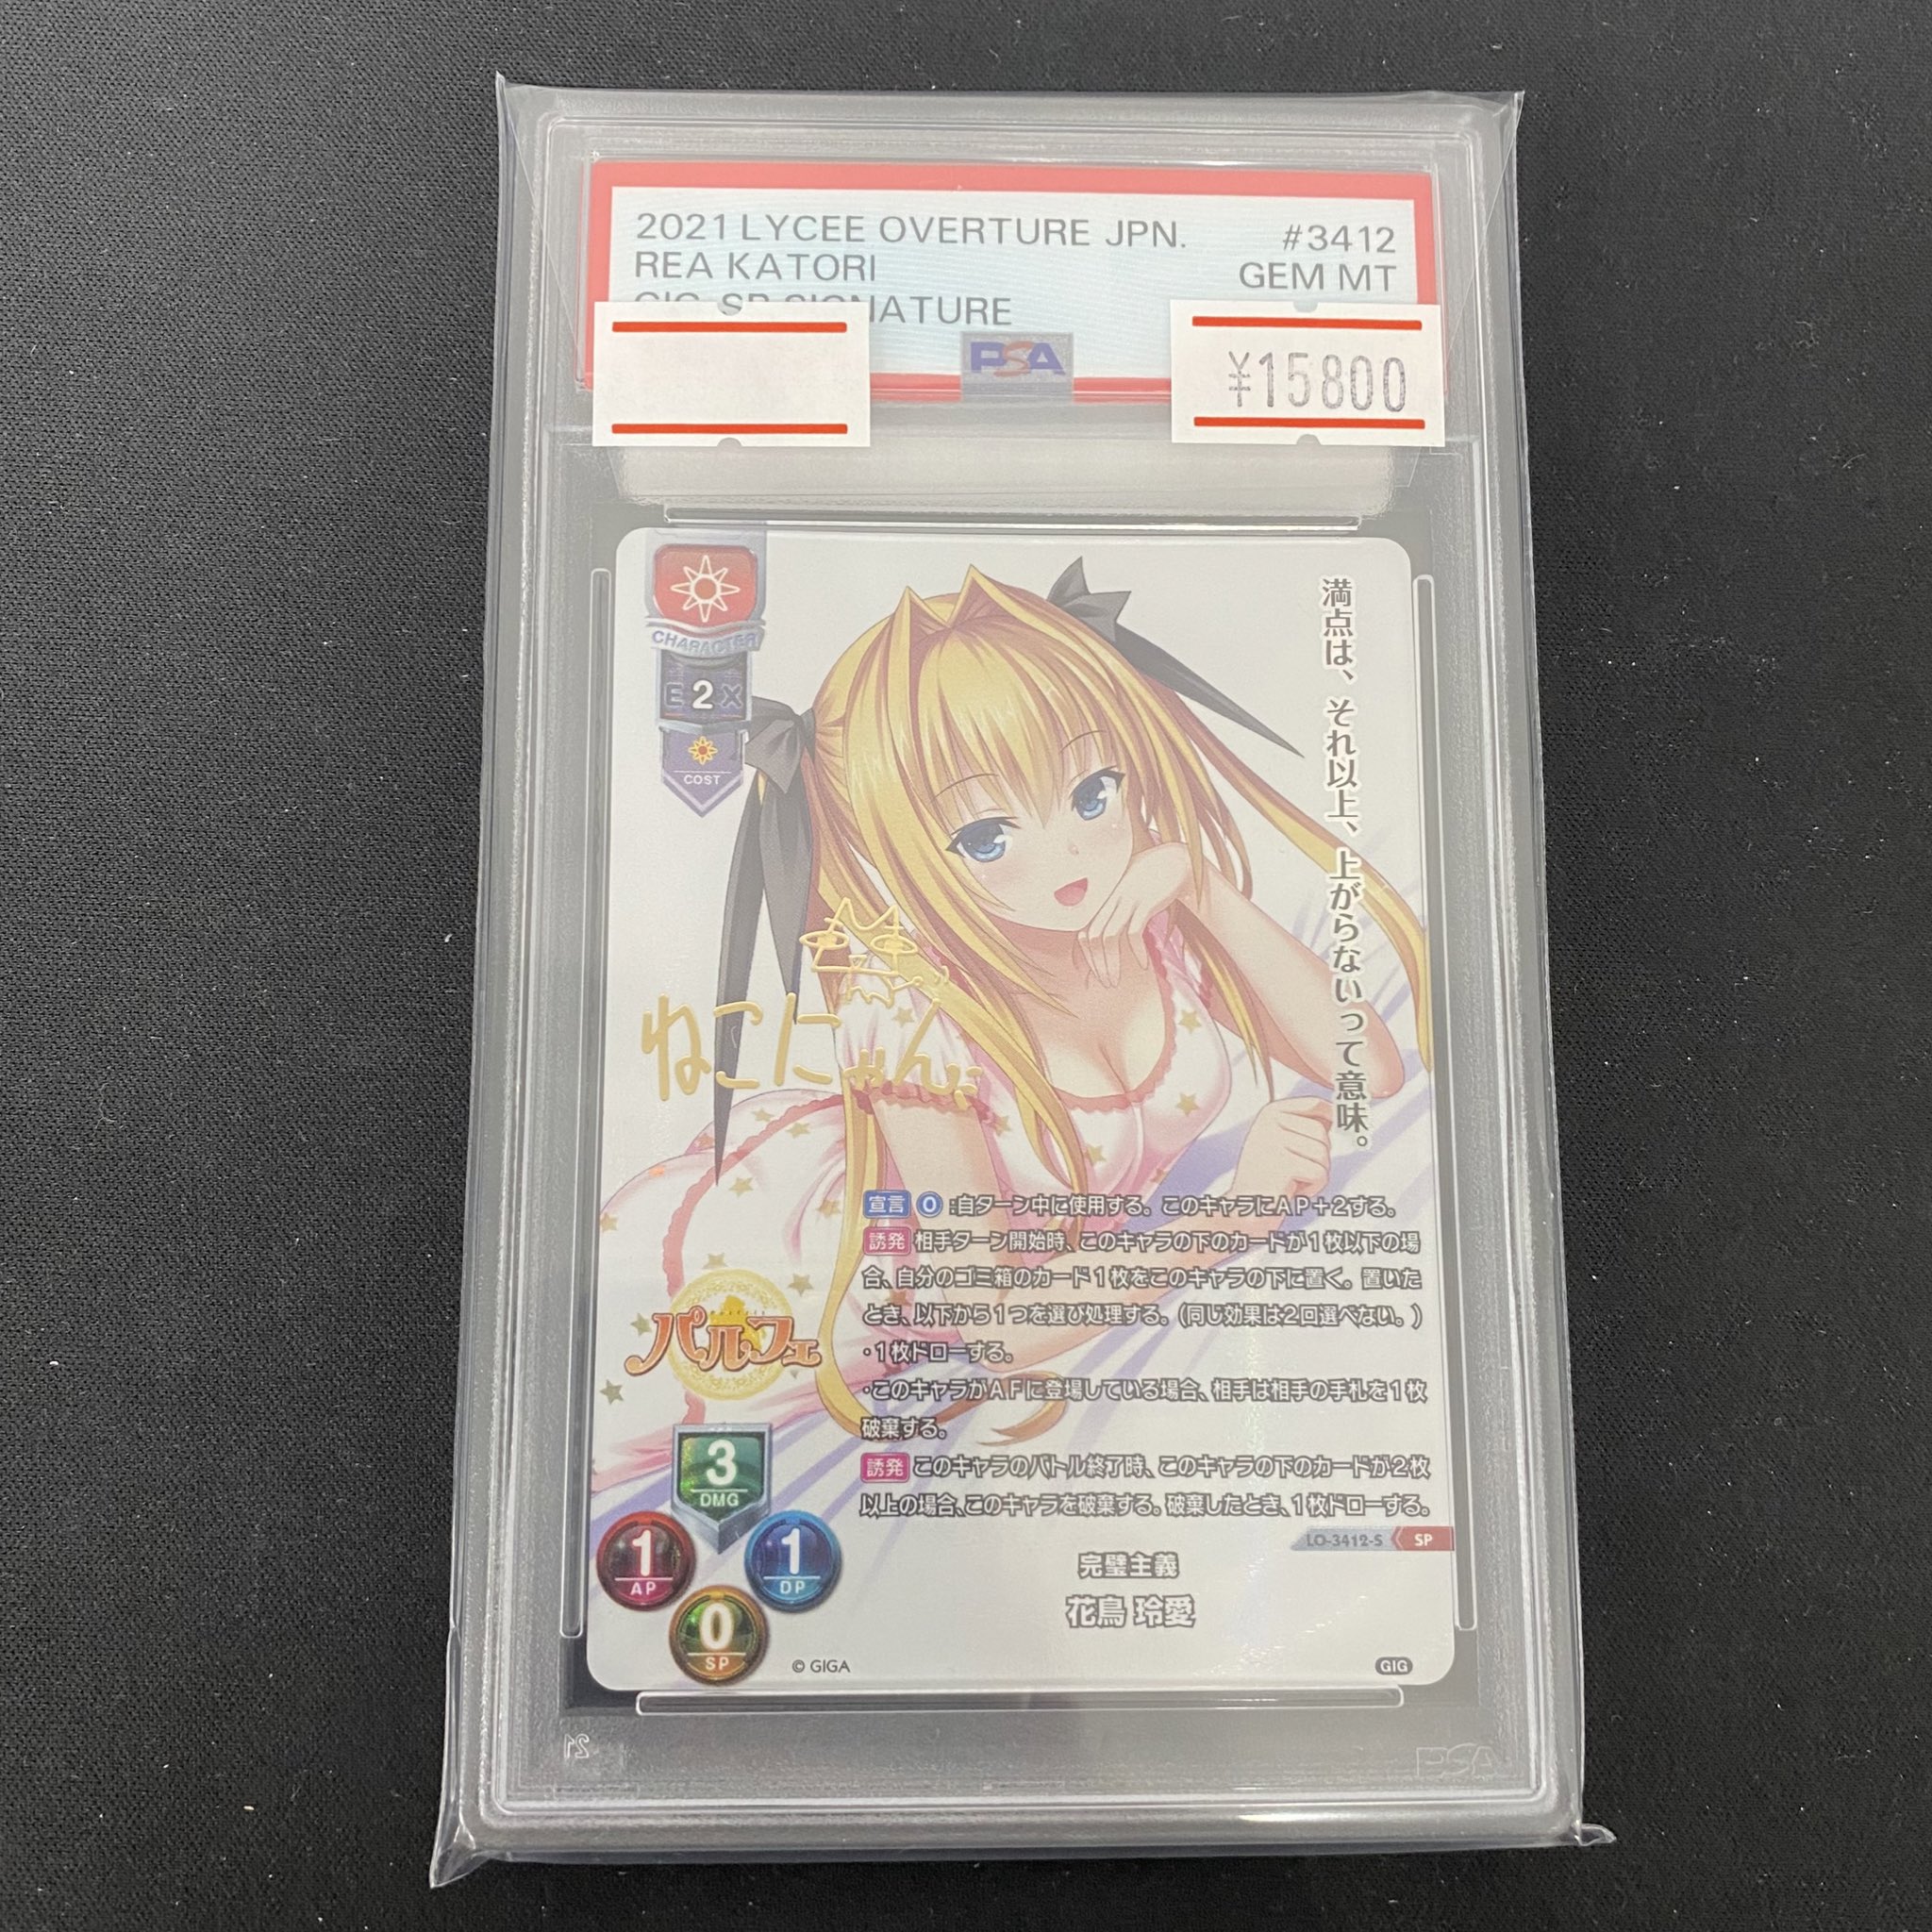 2021 LYCEE OVERTURE JPN.
#3412
REA KATORI
GEM MT
SIGNATURE
PSA
¥15800
CHARACTER
E 2 X
COST
満点は、それ以上、上がらないって意味。
ねこにゃん
宣言 0 :自ターン中に使用する。このキャラにAP+2する。
誘発 相手ターン開始時、このキャラの下のカードが1枚以下の場
合、自分のゴミ箱のカード1枚をこのキャラの下に置く。置いた
とき、以下から1つを選び処理する。(同じ効果は2回選べない。)
・1枚ドローする。
・このキャラがAFに登場している場合、相手は相手の手札を1枚
破棄する。
誘発 このキャラのバトル終了時、このキャラの下のカードが2枚
以上の場合、このキャラを破棄する。破棄したとき、1枚ドローする。
パルフェ
3
DMG
1
AP
1
DP
0
SP
LO-3412-S SP
完璧主義
花鳥 玲愛
© GIGA
GIG
PSA